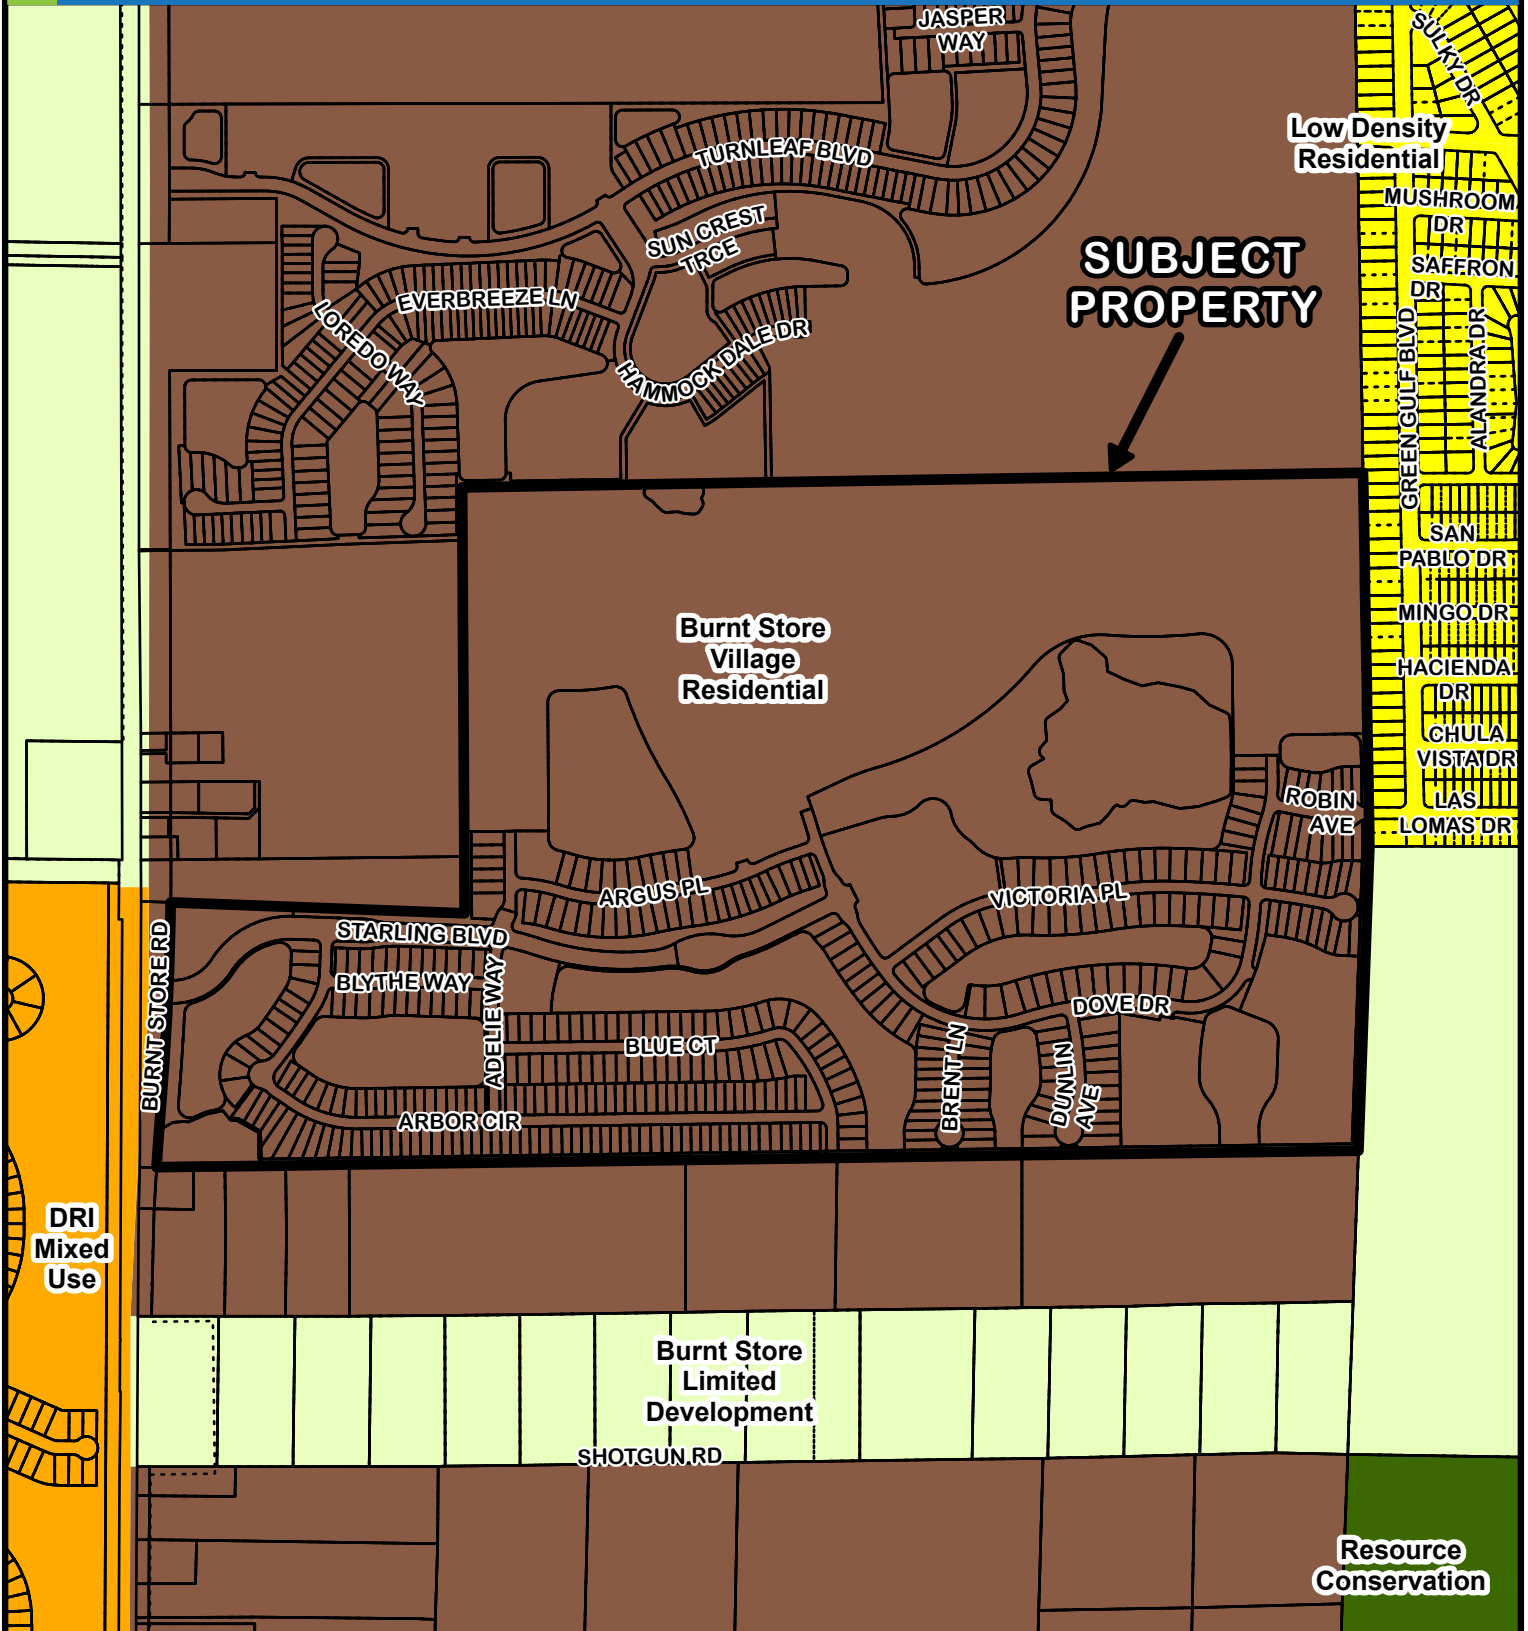 JASPER
WAY
SULKY DR
Low Density
Residential
TURNLEAF BLVD
MUSHROOM
DR
SUN CREST
TRCE
SAFFRON
DR
SUBJECT
PROPERTY
EVERBREEZE LN
LOREDO WAY
HAMMOCK DALE DR
GREEN GULF BLVD
ALANDRA DR
SAN
PABLO DR
MINGO DR
HACIENDA
DR
CHULA
VISTA DR
LAS
LOMAS DR
Burnt Store
Village
Residential
ROBIN
AVE
ARGUS PL
VICTORIA PL
STARLING BLVD
BLYTHE WAY
ADELIE WAY
BURNT STORE RD
DOVE DR
BLUE CT
BRENT LN
DUNLIN
AVE
ARBOR CIR
DRI
Mixed
Use
Burnt Store
Limited
Development
SHOTGUN RD
Resource
Conservation